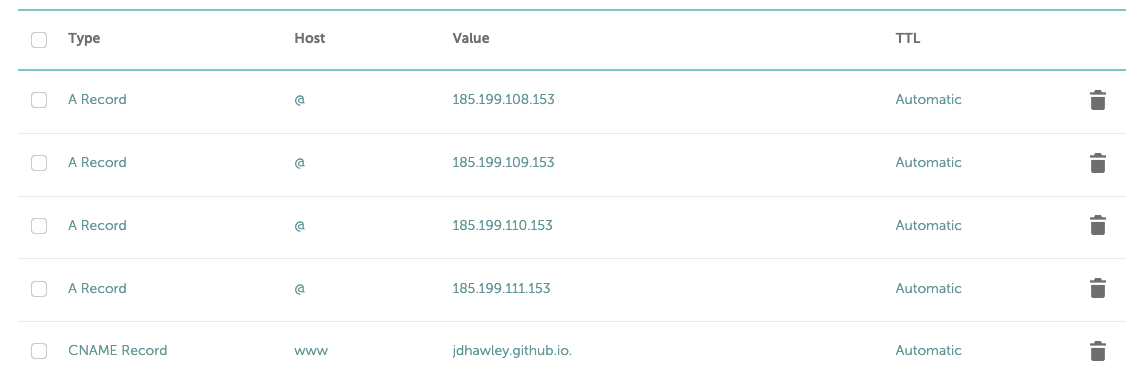 Type Host Value TTL
A Record @ 185.199.108.153 Automatic
A Record @ 185.199.109.153 Automatic
A Record @ 185.199.110.153 Automatic
A Record @ 185.199.111.153 Automatic
CNAME Record www jdhawley.github.io. Automatic